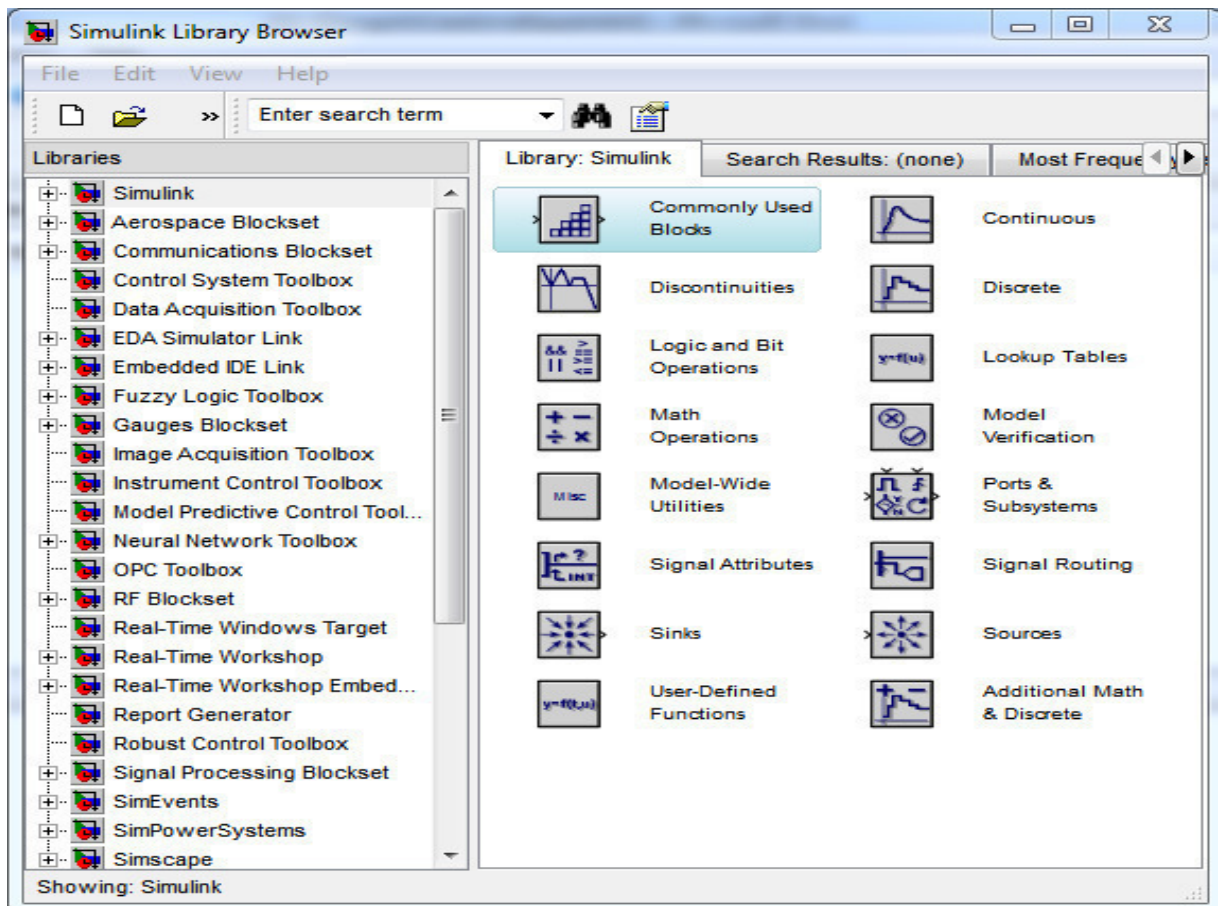 Simulink Library Browser
File Edit View Help
Enter search term
Libraries
Simulink
Aerospace Blockset
Communications Blockset
Control System Toolbox
Data Acquisition Toolbox
EDA Simulator Link
Embedded IDE Link
Fuzzy Logic Toolbox
Gauges Blockset
Image Acquisition Toolbox
Instrument Control Toolbox
Model Predictive Control Tool...
Neural Network Toolbox
OPC Toolbox
RF Blockset
Real-Time Windows Target
Real-Time Workshop
Real-Time Workshop Embed...
Report Generator
Robust Control Toolbox
Signal Processing Blockset
SimEvents
SimPowerSystems
Simscape
Library: Simulink Search Results: (none) Most Freque
Commonly Used
Blocks
Continuous
Discontinuities
Discrete
&& > == || >= <=
Logic and Bit
Operations
y=f(u)
Lookup Tables
+ − ÷ ×
Math
Operations
Model
Verification
Misc
Model-Wide
Utilities
Ports &
Subsystems
? INT
Signal Attributes
Signal Routing
Sinks
Sources
y=f(t,u)
User-Defined
Functions
Additional Math
& Discrete
Showing: Simulink